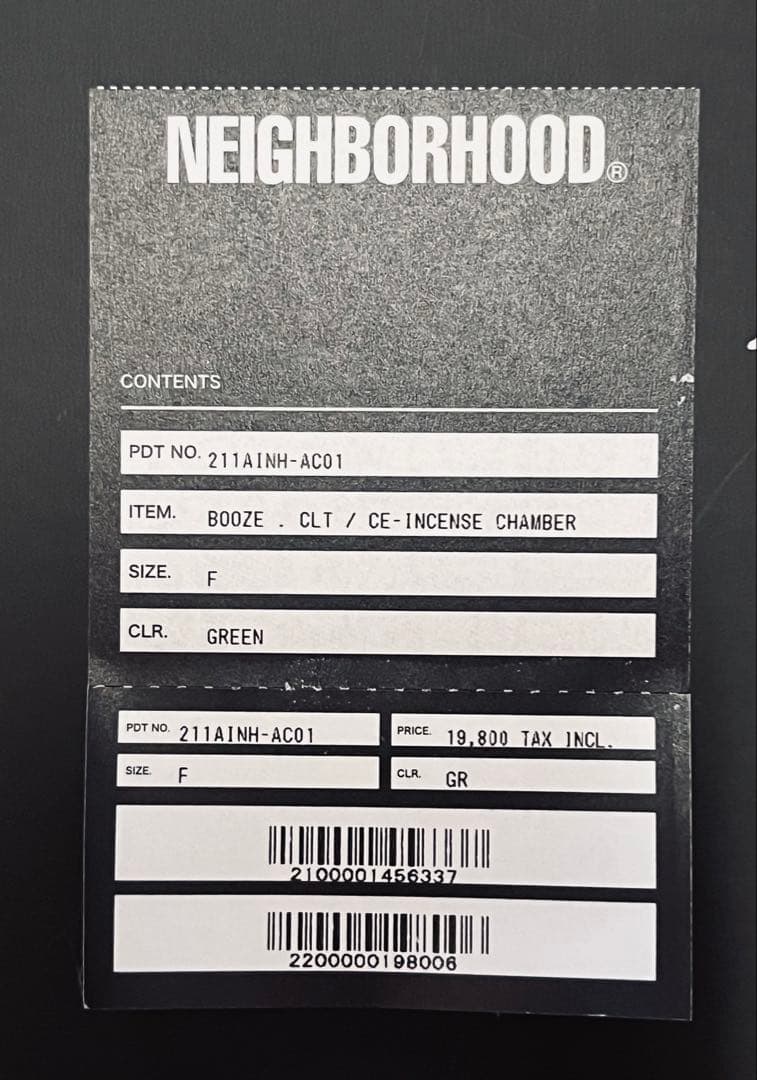 NEIGHBORHOOD®
CONTENTS
PDT NO. 211AINH-AC01
ITEM. BOOZE . CLT / CE-INCENSE CHAMBER
SIZE. F
CLR. GREEN
PDT NO. 211AINH-AC01 PRICE. 19,800 TAX INCL.
SIZE. F CLR. GR
2100001456337
2200000198006